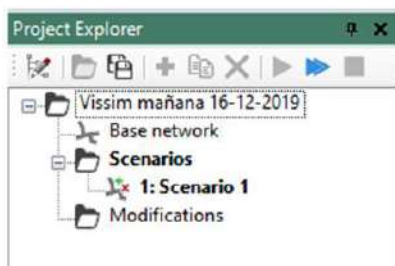 Project Explorer
Vissim mañana 16-12-2019
Base network
Scenarios
1: Scenario 1
Modifications